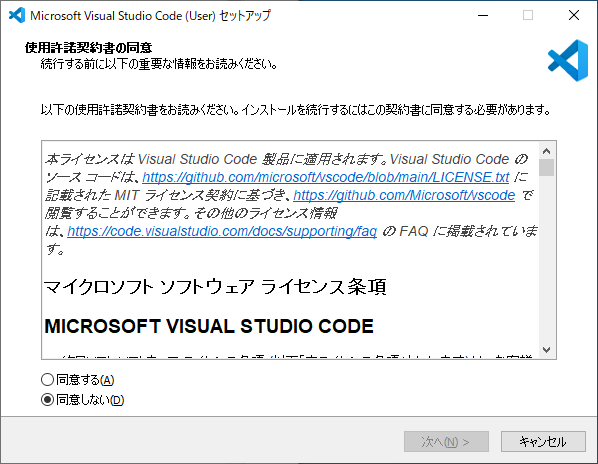 Microsoft Visual Studio Code (User) セットアップ
使用許諾契約書の同意
続行する前に以下の重要な情報をお読みください。
以下の使用許諾契約書をお読みください。インストールを続行するにはこの契約書に同意する必要があります。
本ライセンスは Visual Studio Code 製品に適用されます。Visual Studio Code の
ソース コードは、https://github.com/microsoft/vscode/blob/main/LICENSE.txt に
記載された MIT ライセンス契約に基づき、https://github.com/Microsoft/vscode で
閲覧することができます。その他のライセンス情報
は、https://code.visualstudio.com/docs/supporting/faq の FAQ に掲載されていま
す。
マイクロソフト ソフトウェア ライセンス条項
MICROSOFT VISUAL STUDIO CODE
同意する(A)
同意しない(D)
次へ(N) >
キャンセル